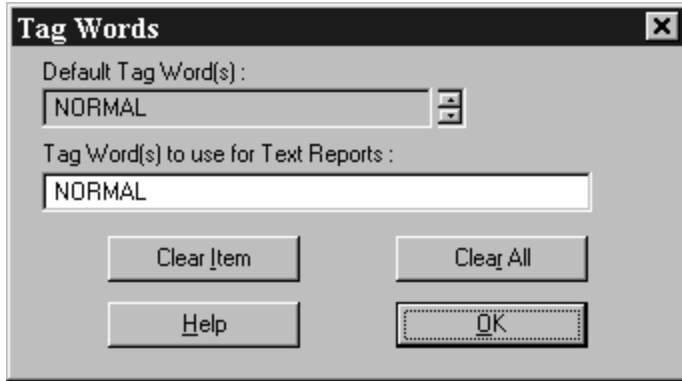 Tag Words
Default Tag Word(s) :
NORMAL
Tag Word(s) to use for Text Reports :
NORMAL
Clear Item
Clear All
Help
OK